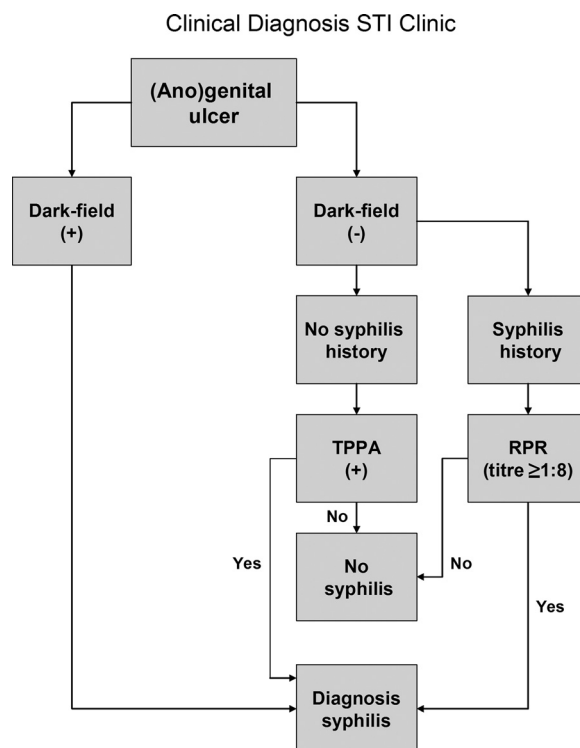 Clinical Diagnosis STI Clinic
(Ano)genital
ulcer
Dark-field
(+)
Dark-field
(-)
No syphilis
history
Syphilis
history
TPPA
(+)
RPR
(titre ≥1:8)
No
Yes
No
syphilis
No
Yes
Diagnosis
syphilis